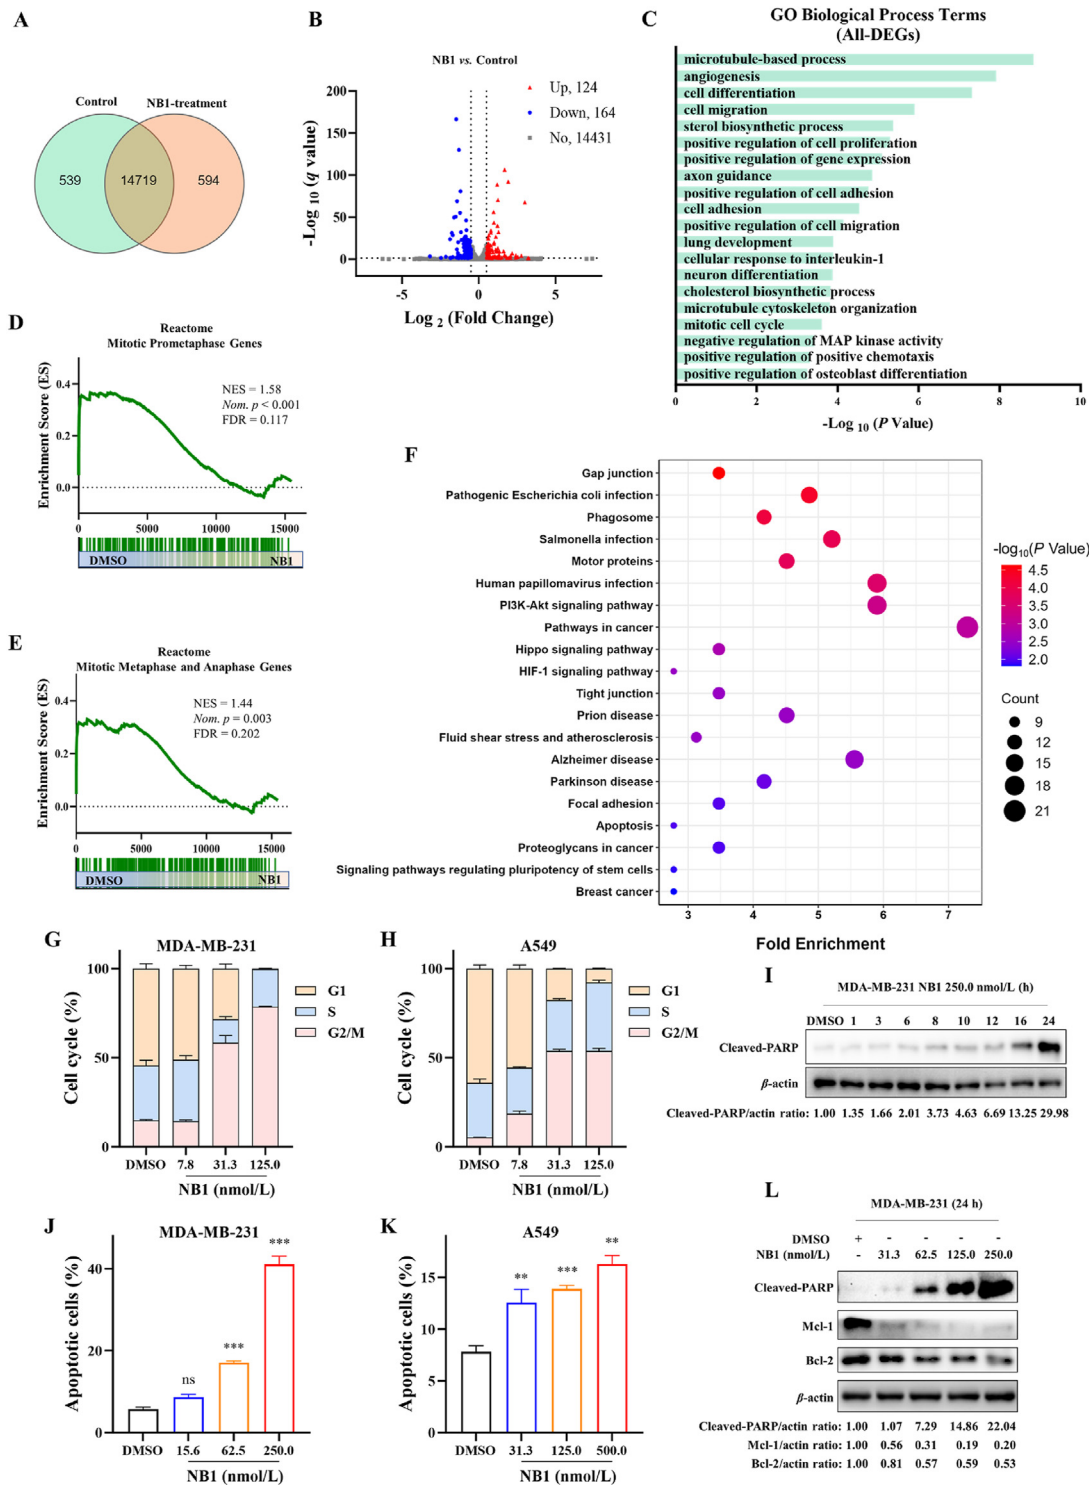 A
Control
NB1-treatment
539
14719
594
B
NB1 vs. Control
Up, 124
Down, 164
No, 14431
-Log 10 (q value)
200
150
100
50
0
-5
0
5
Log 2 (Fold Change)
C
GO Biological Process Terms
(All-DEGs)
microtubule-based process
angiogenesis
cell differentiation
cell migration
sterol biosynthetic process
positive regulation of cell proliferation
positive regulation of gene expression
axon guidance
positive regulation of cell adhesion
cell adhesion
positive regulation of cell migration
lung development
cellular response to interleukin-1
neuron differentiation
cholesterol biosynthetic process
microtubule cytoskeleton organization
mitotic cell cycle
negative regulation of MAP kinase activity
positive regulation of positive chemotaxis
positive regulation of osteoblast differentiation
0 2 4 6 8 10
-Log 10 (P Value)
D
Reactome
Mitotic Prometaphase Genes
Enrichment Score (ES)
0.4
0.2
0.0
NES = 1.58
Nom. p < 0.001
FDR = 0.117
0 5000 10000 15000
DMSO NB1
E
Reactome
Mitotic Metaphase and Anaphase Genes
Enrichment Score (ES)
0.4
0.2
0.0
NES = 1.44
Nom. p = 0.003
FDR = 0.202
0 5000 10000 15000
DMSO NB1
F
Gap junction
Pathogenic Escherichia coli infection
Phagosome
Salmonella infection
Motor proteins
Human papillomavirus infection
PI3K-Akt signaling pathway
Pathways in cancer
Hippo signaling pathway
HIF-1 signaling pathway
Tight junction
Prion disease
Fluid shear stress and atherosclerosis
Alzheimer disease
Parkinson disease
Focal adhesion
Apoptosis
Proteoglycans in cancer
Signaling pathways regulating pluripotency of stem cells
Breast cancer
3 4 5 6 7
Fold Enrichment
-log10(P Value)
4.5
4.0
3.5
3.0
2.5
2.0
Count
9
12
15
18
21
G
MDA-MB-231
Cell cycle (%)
100
50
0
G1
S
G2/M
DMSO 7.8 31.3 125.0
NB1 (nmol/L)
H
A549
Cell cycle (%)
100
50
0
G1
S
G2/M
DMSO 7.8 31.3 125.0
NB1 (nmol/L)
I
MDA-MB-231 NB1 250.0 nmol/L (h)
DMSO 1 3 6 8 10 12 16 24
Cleaved-PARP
β-actin
Cleaved-PARP/actin ratio: 1.00 1.35 1.66 2.01 3.73 4.63 6.69 13.25 29.98
J
MDA-MB-231
Apoptotic cells (%)
40
20
0
ns
***
***
DMSO 15.6 62.5 250.0
NB1 (nmol/L)
K
A549
Apoptotic cells (%)
15
10
5
0
**
***
**
DMSO 31.3 125.0 500.0
NB1 (nmol/L)
L
MDA-MB-231 (24 h)
DMSO + - - - -
NB1 (nmol/L) - 31.3 62.5 125.0 250.0
Cleaved-PARP
Mcl-1
Bcl-2
β-actin
Cleaved-PARP/actin ratio: 1.00 1.07 7.29 14.86 22.04
Mcl-1/actin ratio: 1.00 0.56 0.31 0.19 0.20
Bcl-2/actin ratio: 1.00 0.81 0.57 0.59 0.53